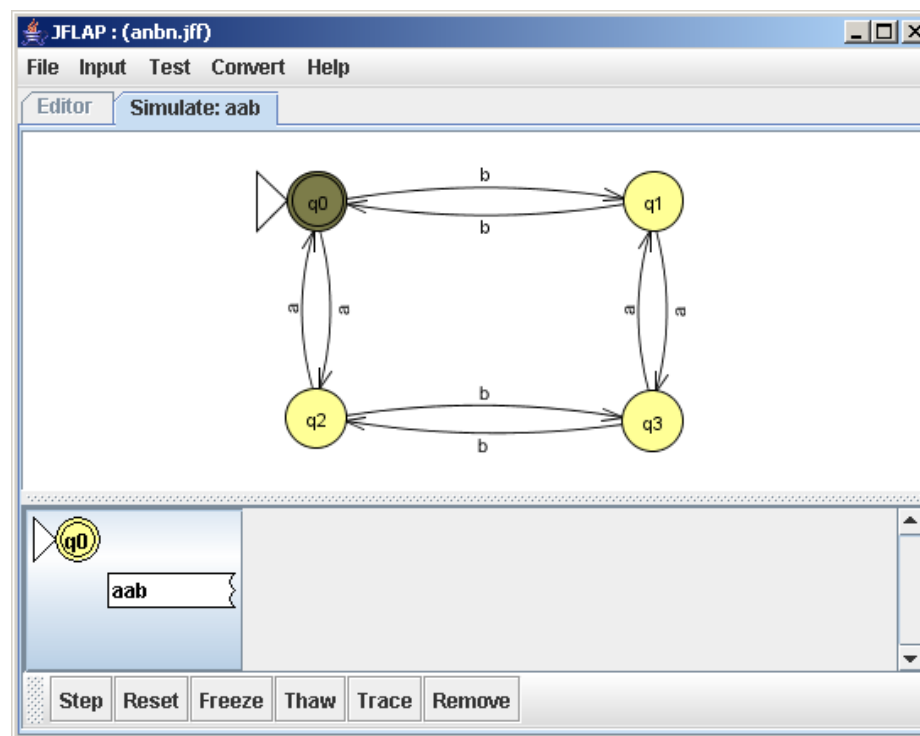 JFLAP : (anbn.jff)
File Input Test Convert Help
Editor Simulate: aab
b
q0 q1
b
a a a a
b
q2 q3
b
q0
aab
Step Reset Freeze Thaw Trace Remove